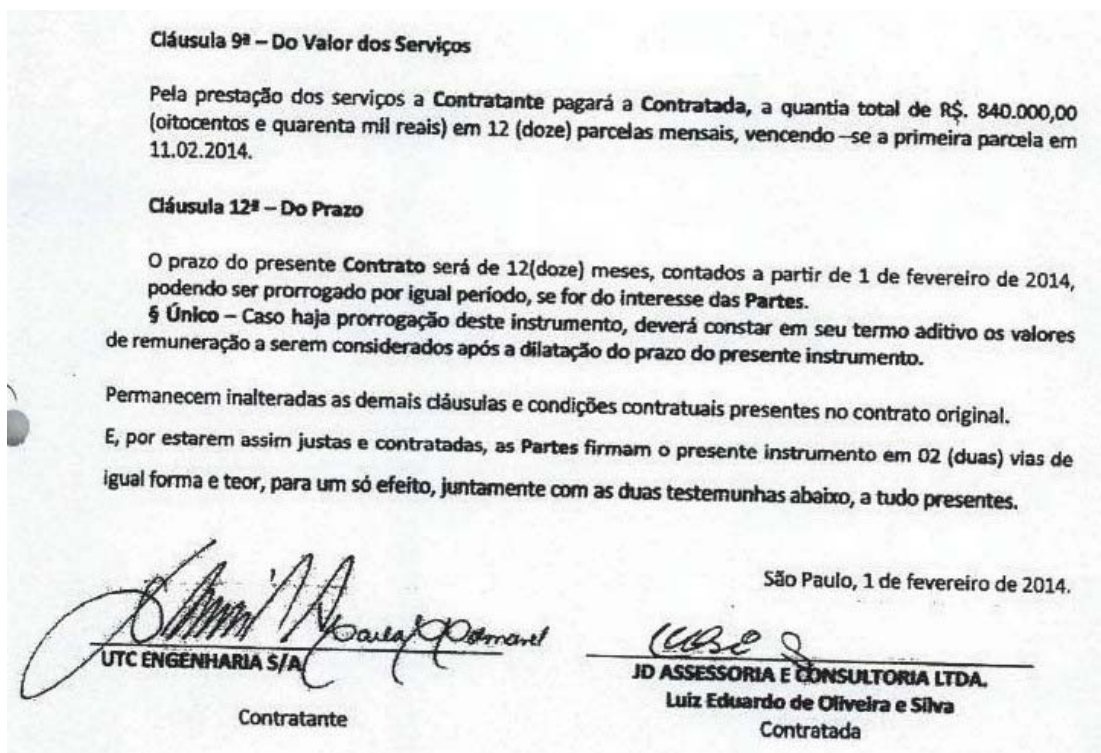 Cláusula 9ª – Do Valor dos Serviços
Pela prestação dos serviços a Contratante pagará a Contratada, a quantia total de R$. 840.000,00
(oitocentos e quarenta mil reais) em 12 (doze) parcelas mensais, vencendo –se a primeira parcela em
11.02.2014.
Cláusula 12ª – Do Prazo
O prazo do presente Contrato será de 12(doze) meses, contados a partir de 1 de fevereiro de 2014,
podendo ser prorrogado por igual período, se for do interesse das Partes.
§ Único – Caso haja prorrogação deste instrumento, deverá constar em seu termo aditivo os valores
de remuneração a serem considerados após a dilatação do prazo do presente instrumento.
Permanecem inalteradas as demais cláusulas e condições contratuais presentes no contrato original.
E, por estarem assim justas e contratadas, as Partes firmam o presente instrumento em 02 (duas) vias de
igual forma e teor, para um só efeito, juntamente com as duas testemunhas abaixo, a tudo presentes.
São Paulo, 1 de fevereiro de 2014.
UTC ENGENHARIA S/A
Contratante
JD ASSESSORIA E CONSULTORIA LTDA.
Luiz Eduardo de Oliveira e Silva
Contratada